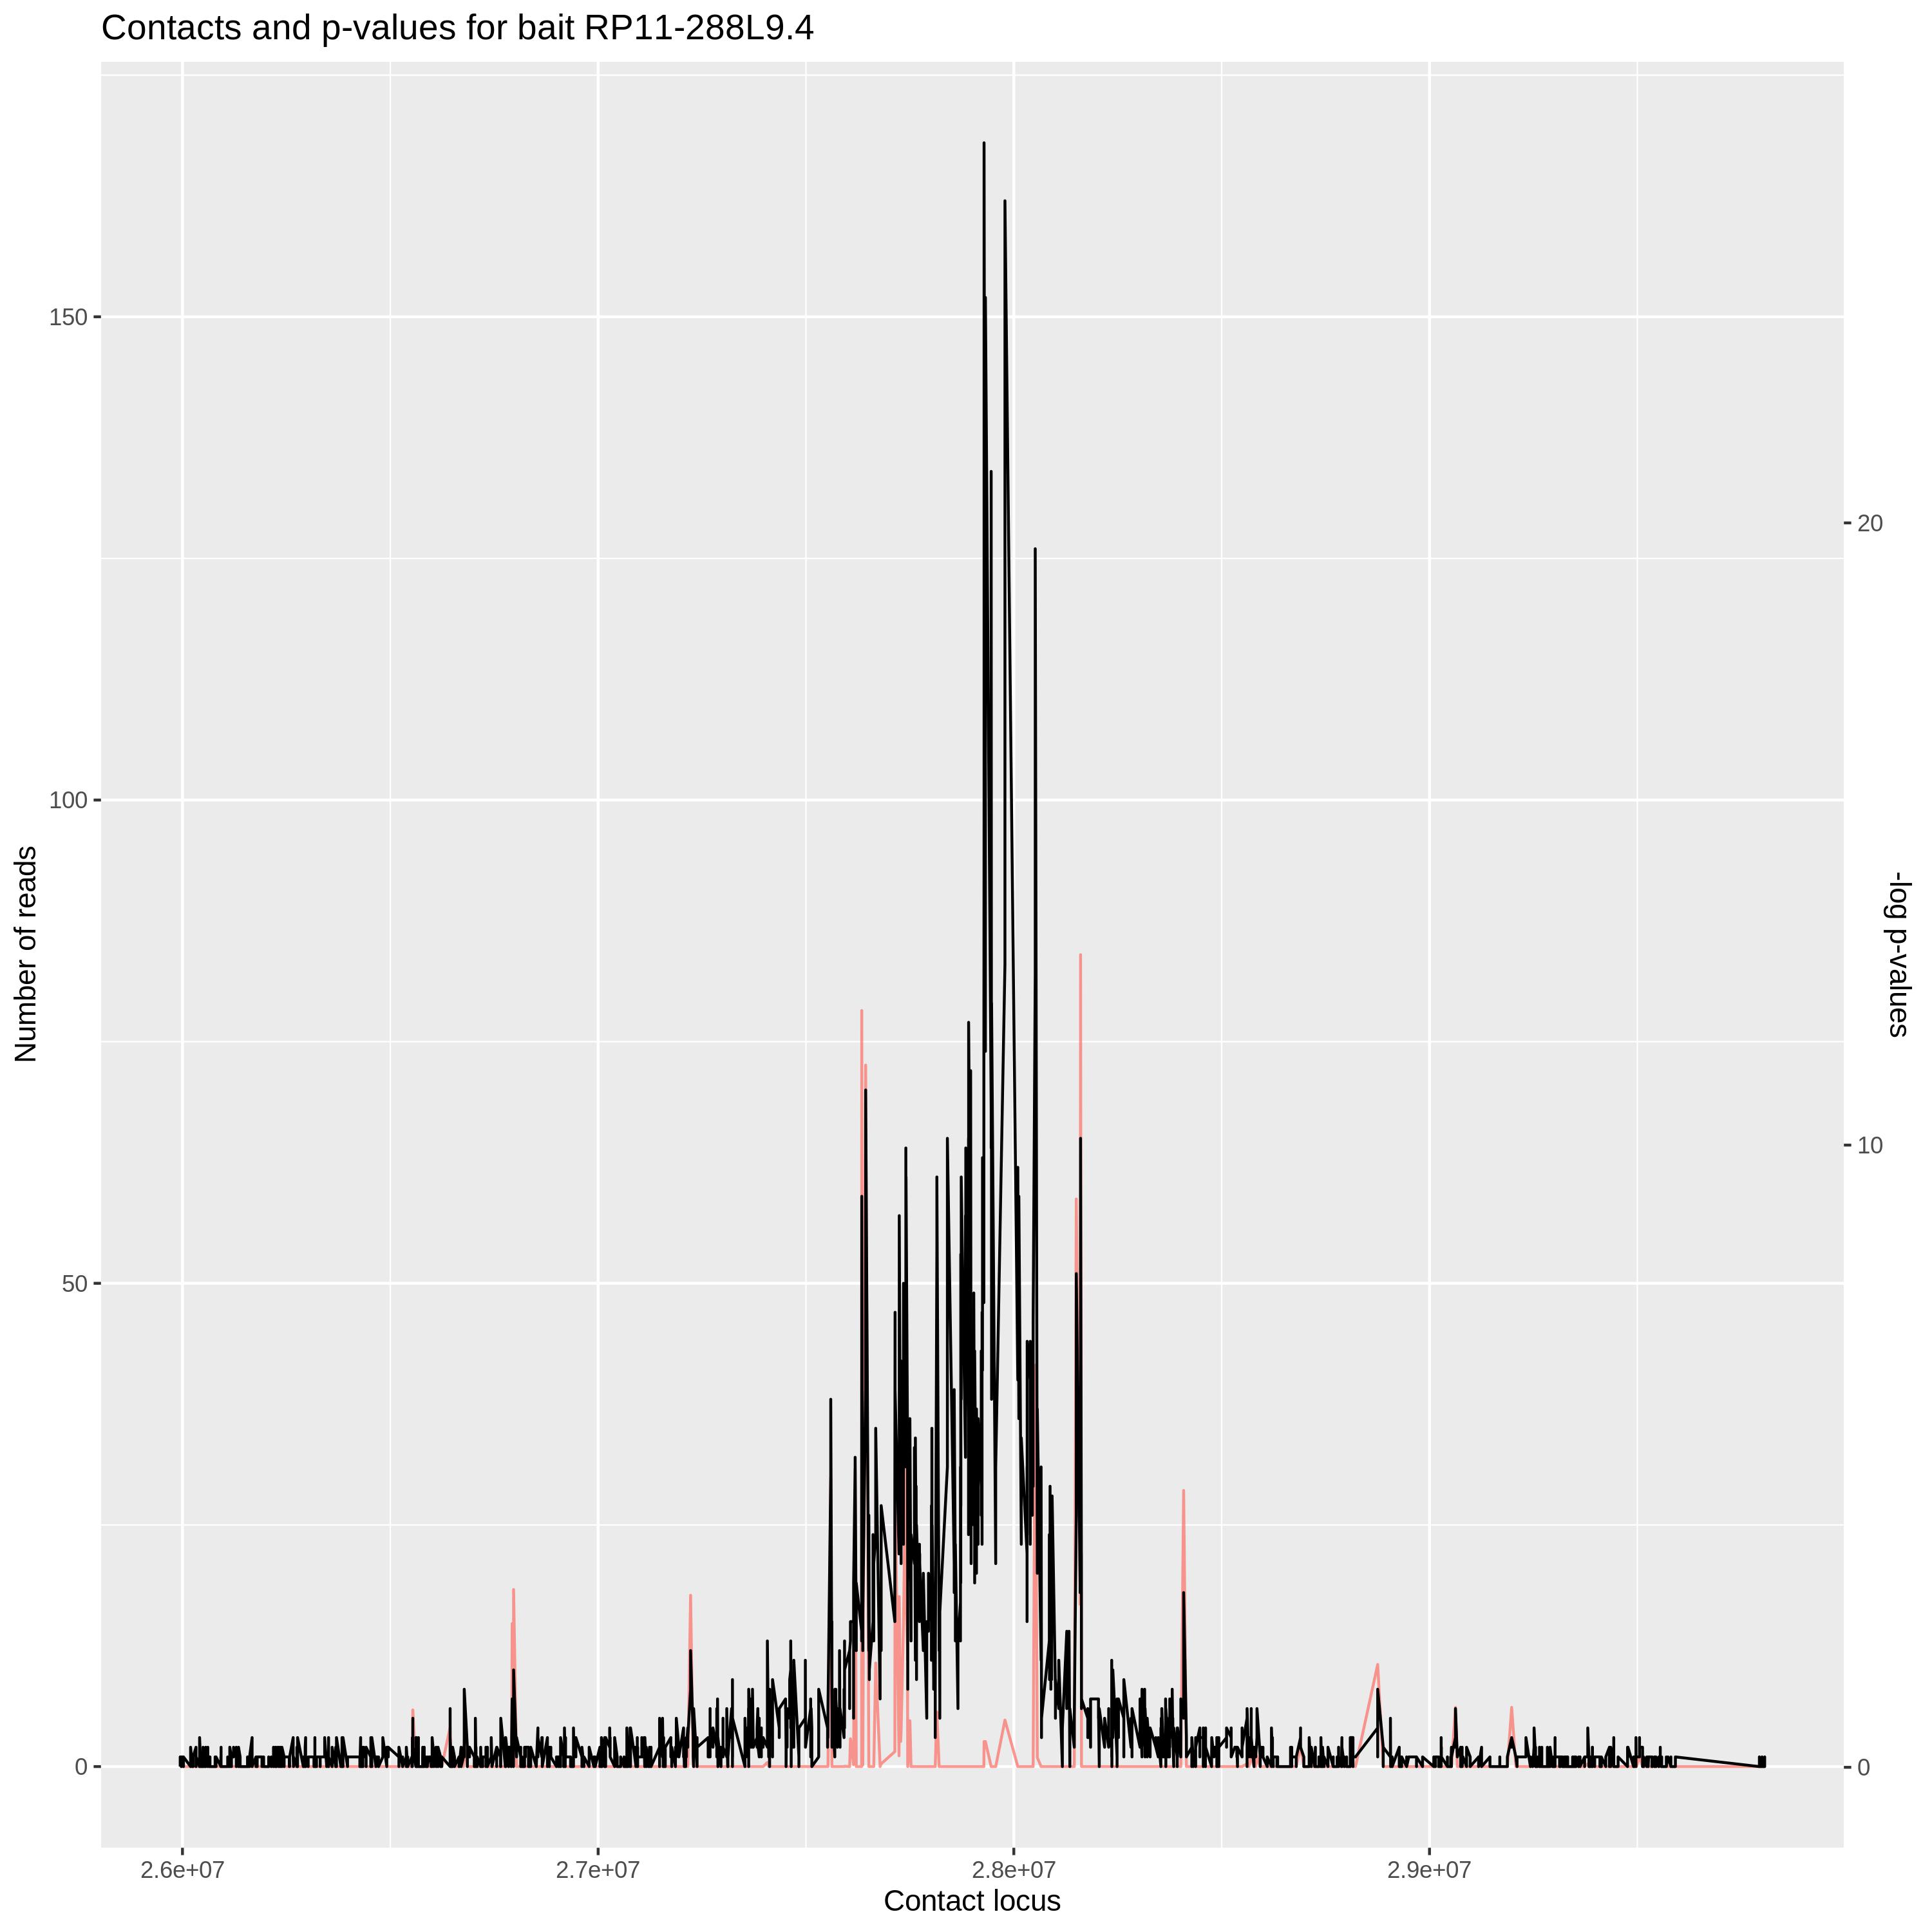 Contacts and p-values for bait RP11-288L9.4
150
100
50
0
Number of reads
20
10
0
-log p-values
2.6e+07
2.7e+07
2.8e+07
2.9e+07
Contact locus